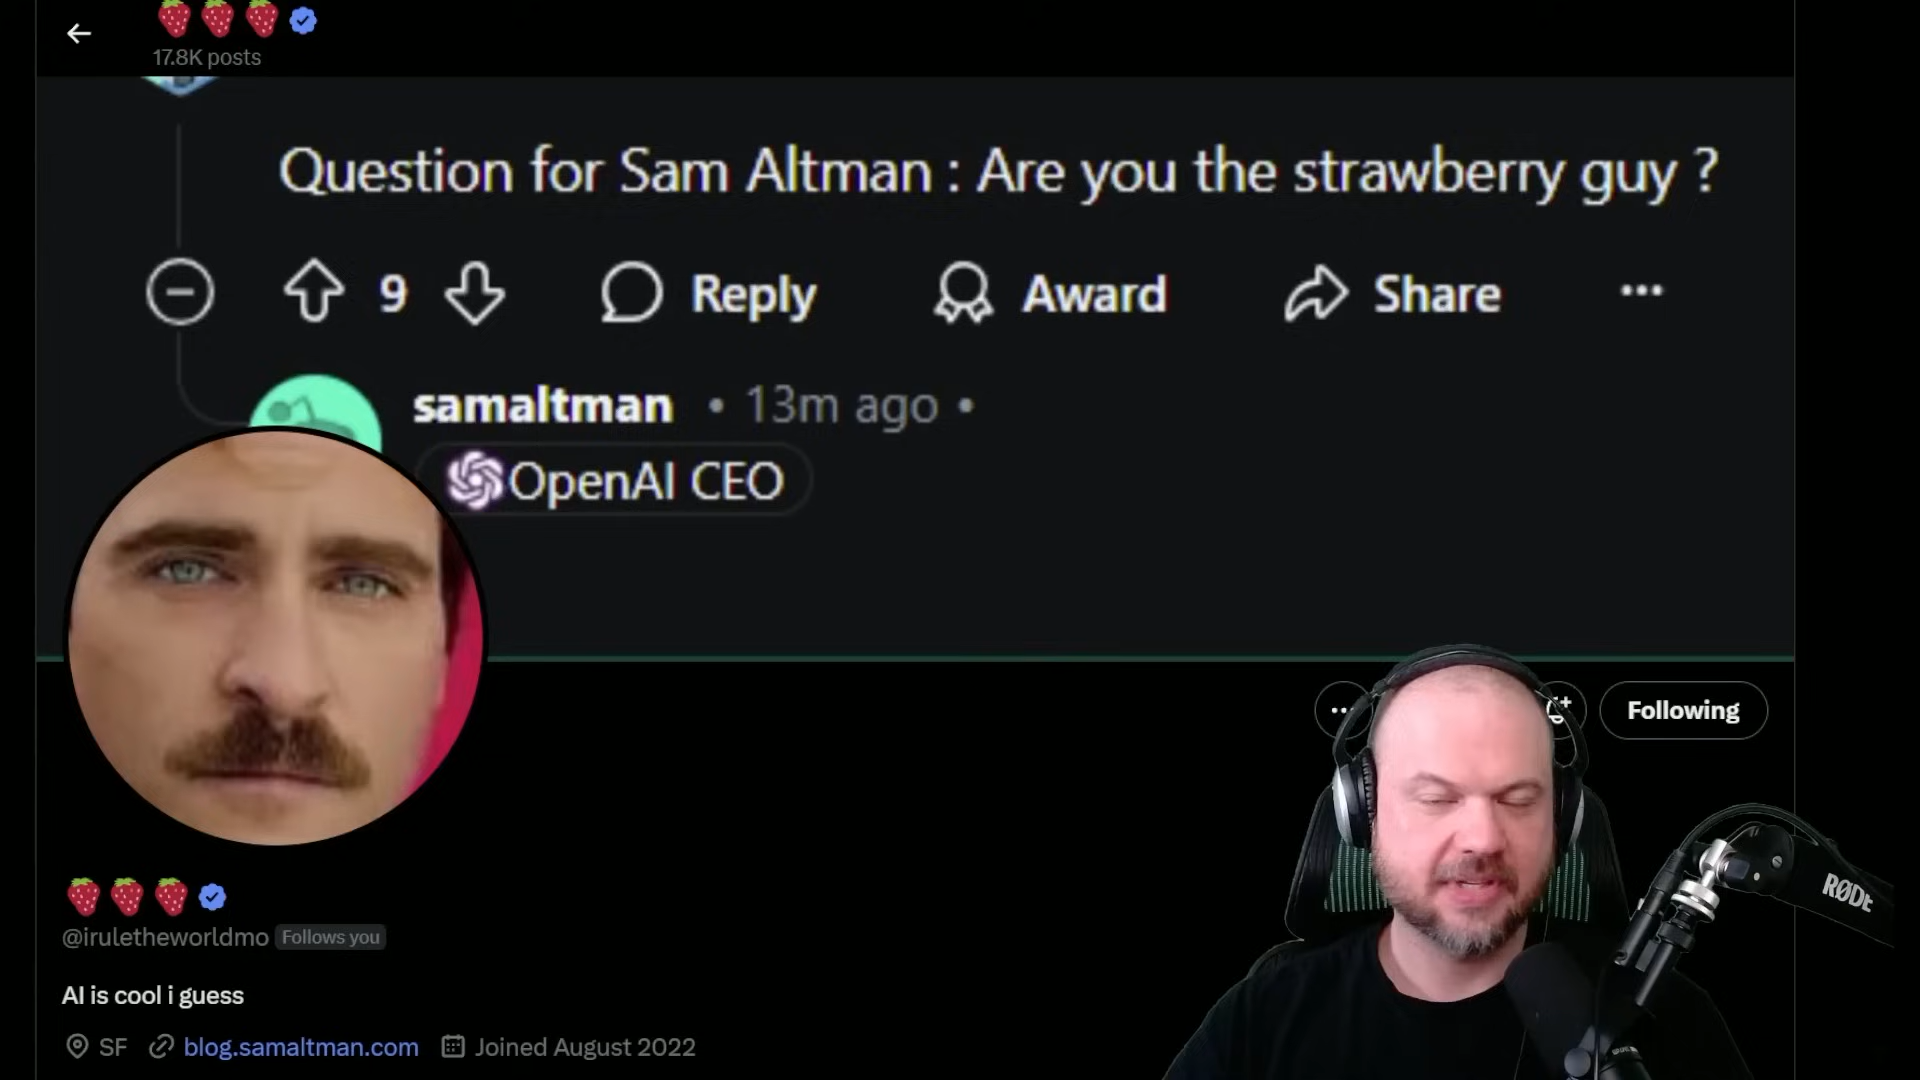 🍓🍓🍓
17.8K posts
Question for Sam Altman : Are you the strawberry guy ?
9 Reply Award Share ...
samaltman • 13m ago •
OpenAI CEO
... Following
🍓🍓🍓
@iruletheworldmo Follows you
AI is cool i guess
SF blog.samaltman.com Joined August 2022
RØDE